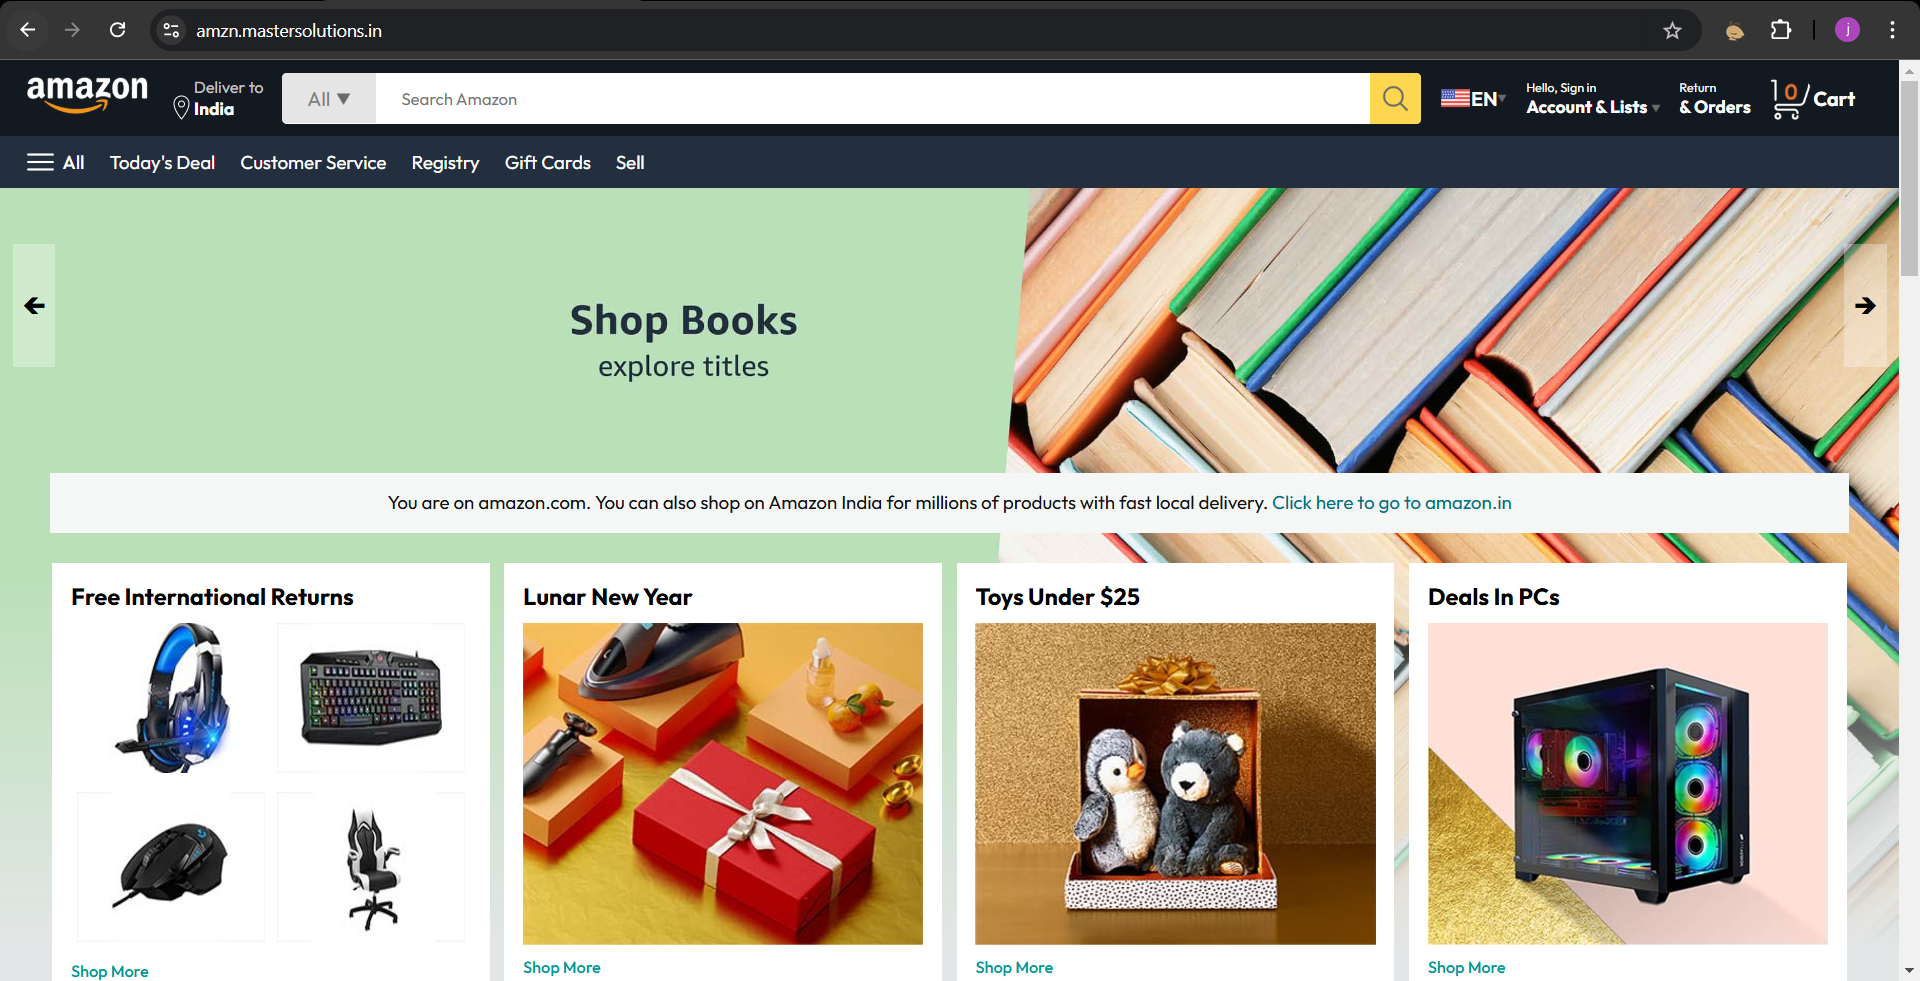 amzn.mastersolutions.in
j
amazon
Deliver to
India
All ▼
Search Amazon
EN
Hello, Sign in
Account & Lists
Return
& Orders
0
Cart
All
Today's Deal
Customer Service
Registry
Gift Cards
Sell
Shop Books
explore titles
You are on amazon.com. You can also shop on Amazon India for millions of products with fast local delivery. Click here to go to amazon.in
Free International Returns
Lunar New Year
Toys Under $25
Deals In PCs
Shop More
Shop More
Shop More
Shop More